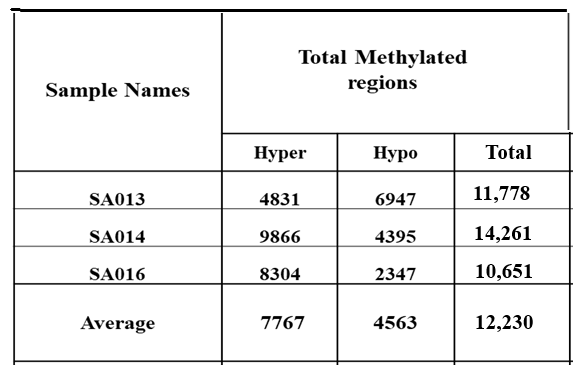 Sample Names
Total Methylated
regions
Hyper Hypo Total
SA013 4831 6947 11,778
SA014 9866 4395 14,261
SA016 8304 2347 10,651
Average 7767 4563 12,230